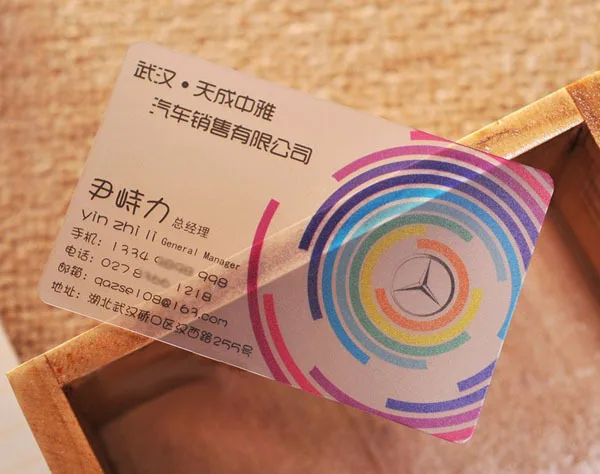 武汉·天成中雅
汽车销售有限公司
尹峙力 总经理
yin zhi li General Manager
手机：1334 998
电话：0278 1218
邮箱：qazse108@163.com
地址：湖北武汉硚口区汉西路255号